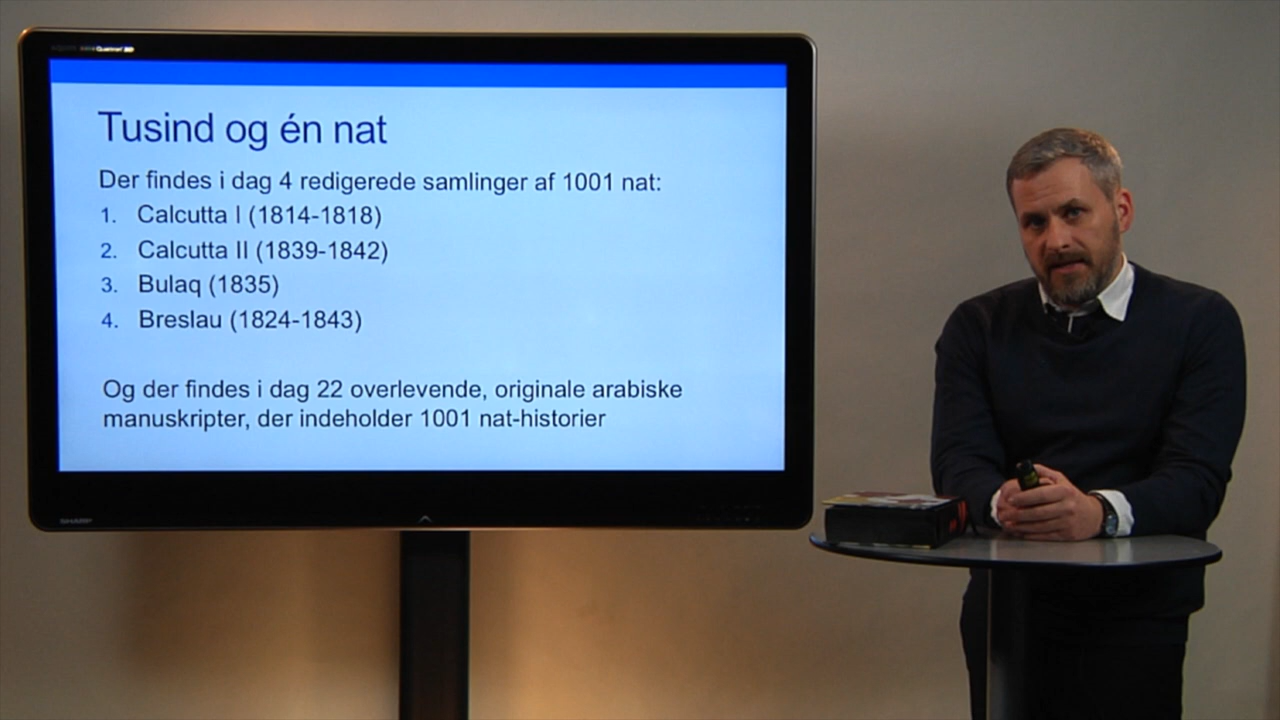 Tusind og én nat
Der findes i dag 4 redigerede samlinger af 1001 nat:
1. Calcutta I (1814-1818)
2. Calcutta II (1839-1842)
3. Bulaq (1835)
4. Breslau (1824-1843)
Og der findes i dag 22 overlevende, originale arabiske
manuskripter, der indeholder 1001 nat-historier
SHARP